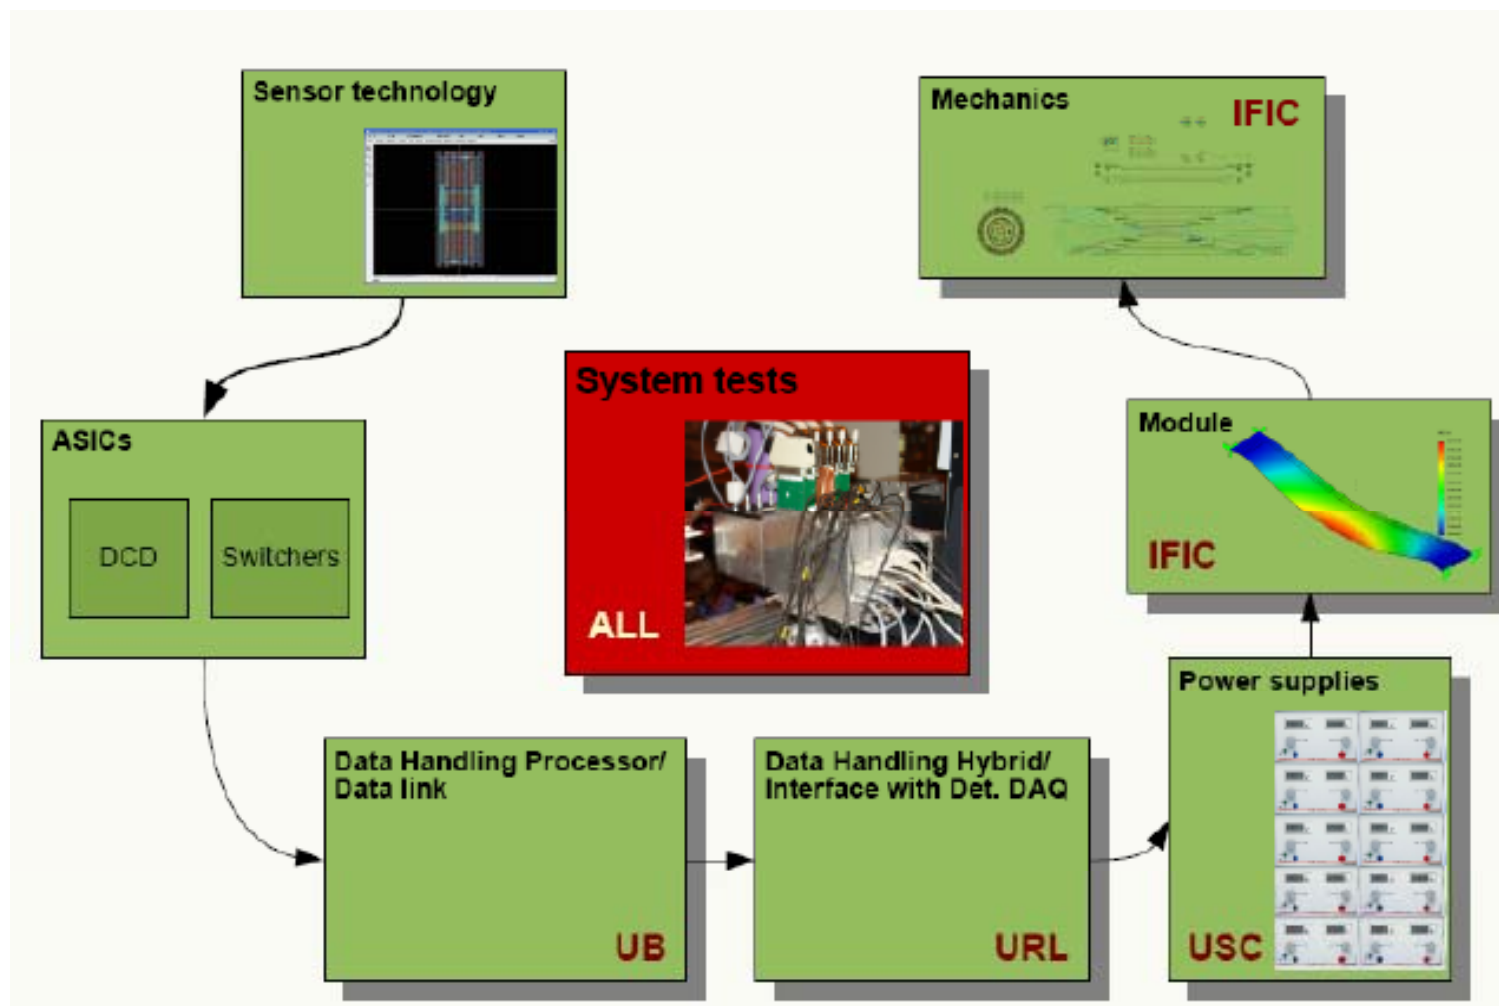 Sensor technology
Mechanics
IFIC
System tests
ALL
ASICs
DCD
Switchers
Module
IFIC
Power supplies
USC
Data Handling Processor/
Data link
UB
Data Handling Hybrid/
Interface with Det. DAQ
URL